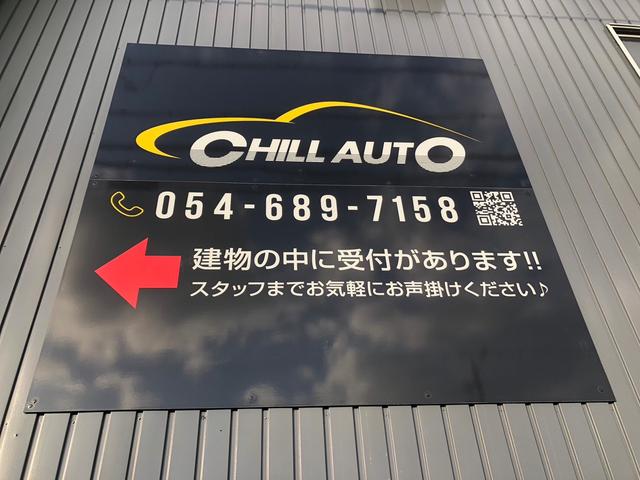 CHILL AUTO
054-689-7158
建物の中に受付があります!!
スタッフまでお気軽にお声掛けください♪